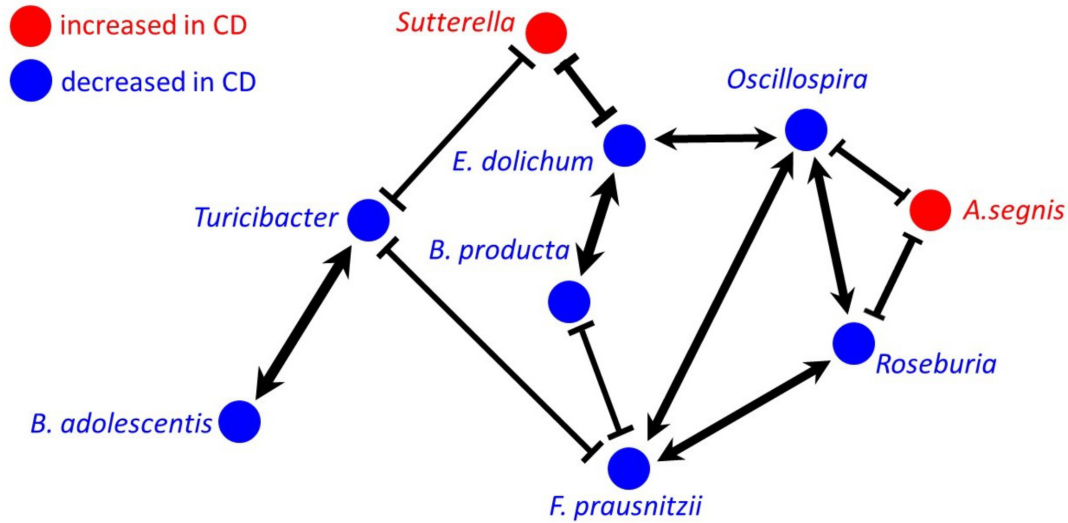 increased in CD
decreased in CD
Sutterella
Oscillospira
E. dolichum
A.segnis
Turicibacter
B. producta
Roseburia
B. adolescentis
F. prausnitzii